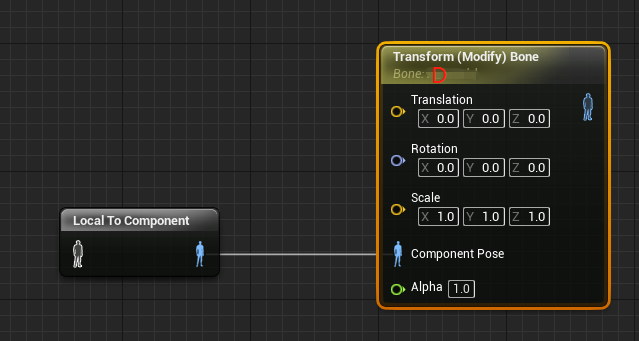 Transform (Modify) Bone
Bone: D
Translation
X 0.0 Y 0.0 Z 0.0
Rotation
X 0.0 Y 0.0 Z 0.0
Scale
X 1.0 Y 1.0 Z 1.0
Local To Component
Component Pose
Alpha 1.0